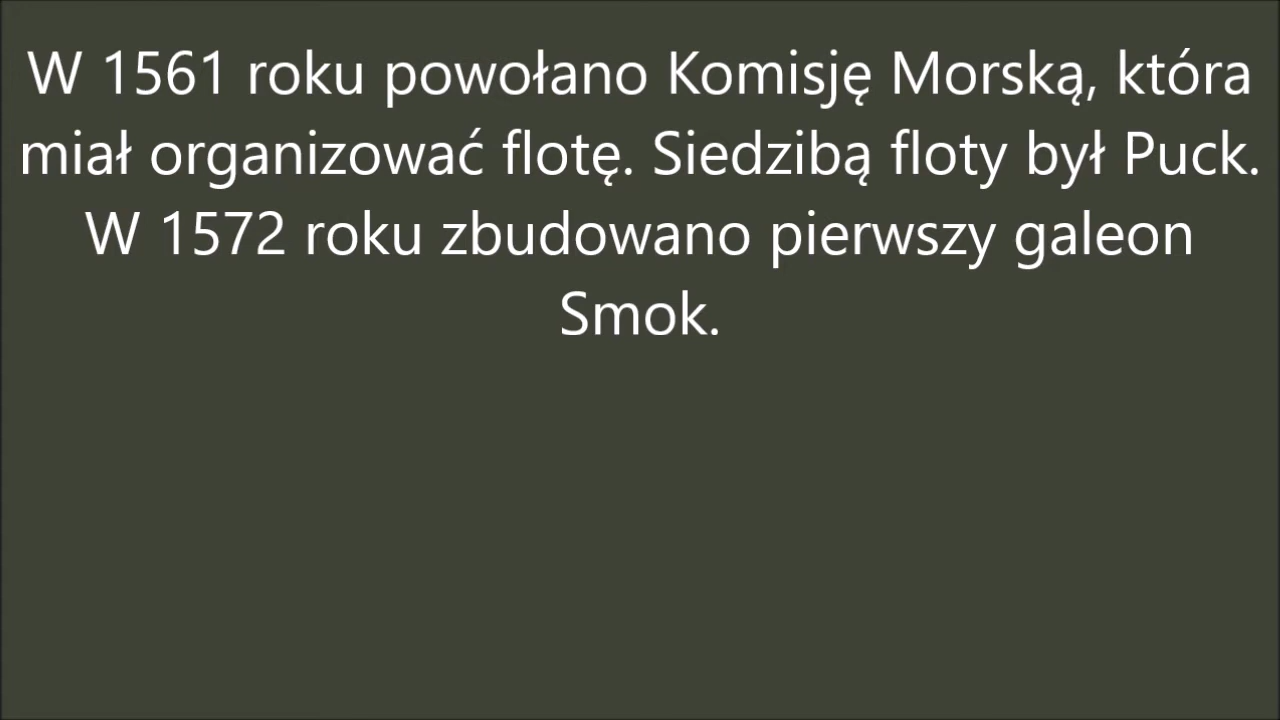 W 1561 roku powołano Komisję Morską, która
miał organizować flotę. Siedzibą floty był Puck.
W 1572 roku zbudowano pierwszy galeon
Smok.